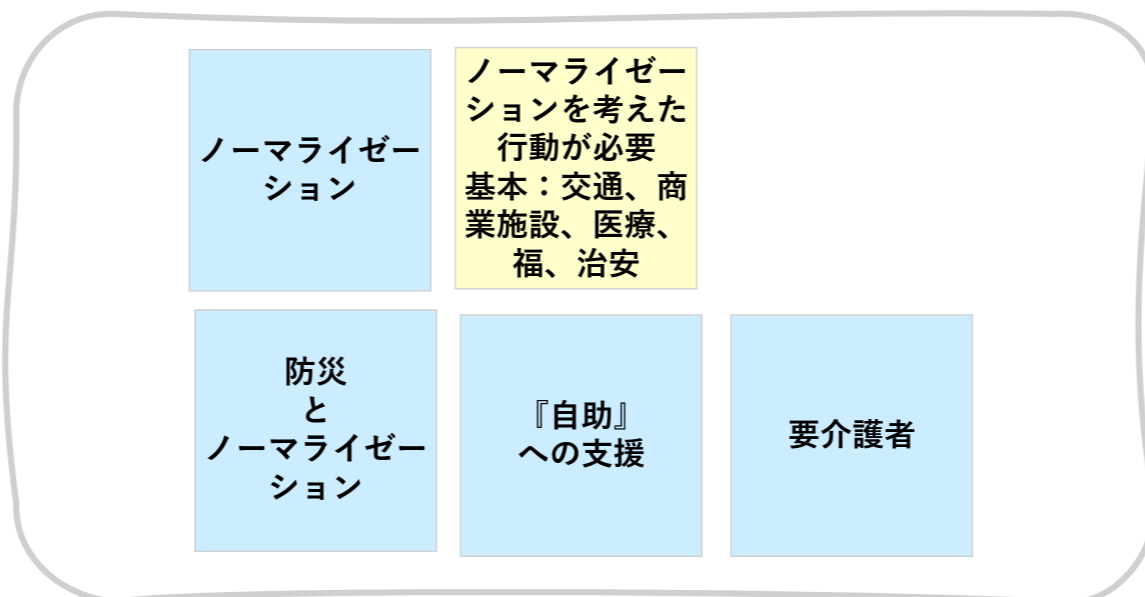 ノーマライゼー
ション
ノーマライゼー
ションを考えた
行動が必要
基本：交通、商
業施設、医療、
福、治安
防災
と
ノーマライゼー
ション
『自助』
への支援
要介護者